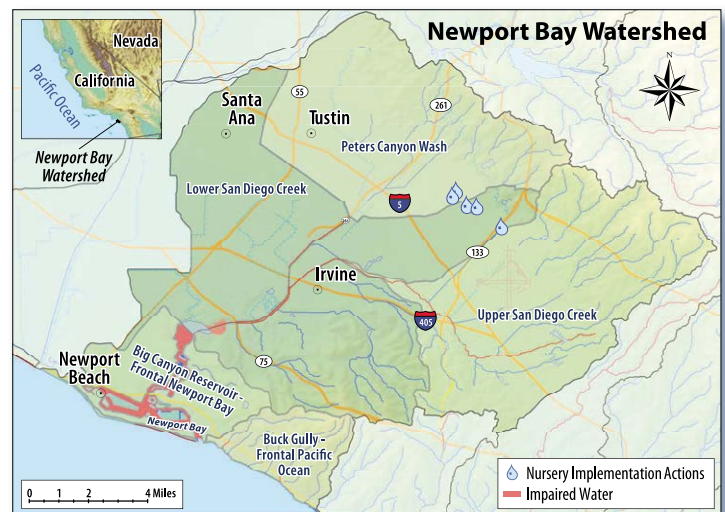 Newport Bay Watershed
Nevada
California
Pacific Ocean
Newport Bay
Watershed
N
55
261
Santa
Ana
Tustin
Peters Canyon Wash
Lower San Diego Creek
5
133
Irvine
405
Upper San Diego Creek
75
Big Canyon Reservoir -
Frontal Newport Bay
Newport
Beach
Newport Bay
Buck Gully –
Frontal Pacific
Ocean
Nursery Implementation Actions
Impaired Water
0 1 2 4 Miles